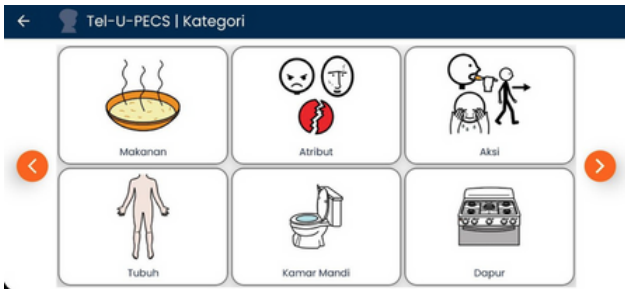 Tel-U-PECS | Kategori
Makanan
Atribut
Aksi
Tubuh
Kamar Mandi
Dapur